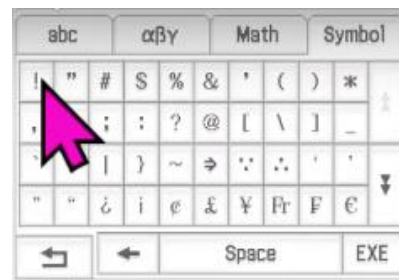 abc αβγ Math Symbol
! " # $ % & ' ( ) *
, ; : ? @ [ \ ] _
` | } ~ ⇒ ∵ ∴ ‘ ’
” “ ¿ ¡ ¢ £ ¥ ₣ €
Space EXE